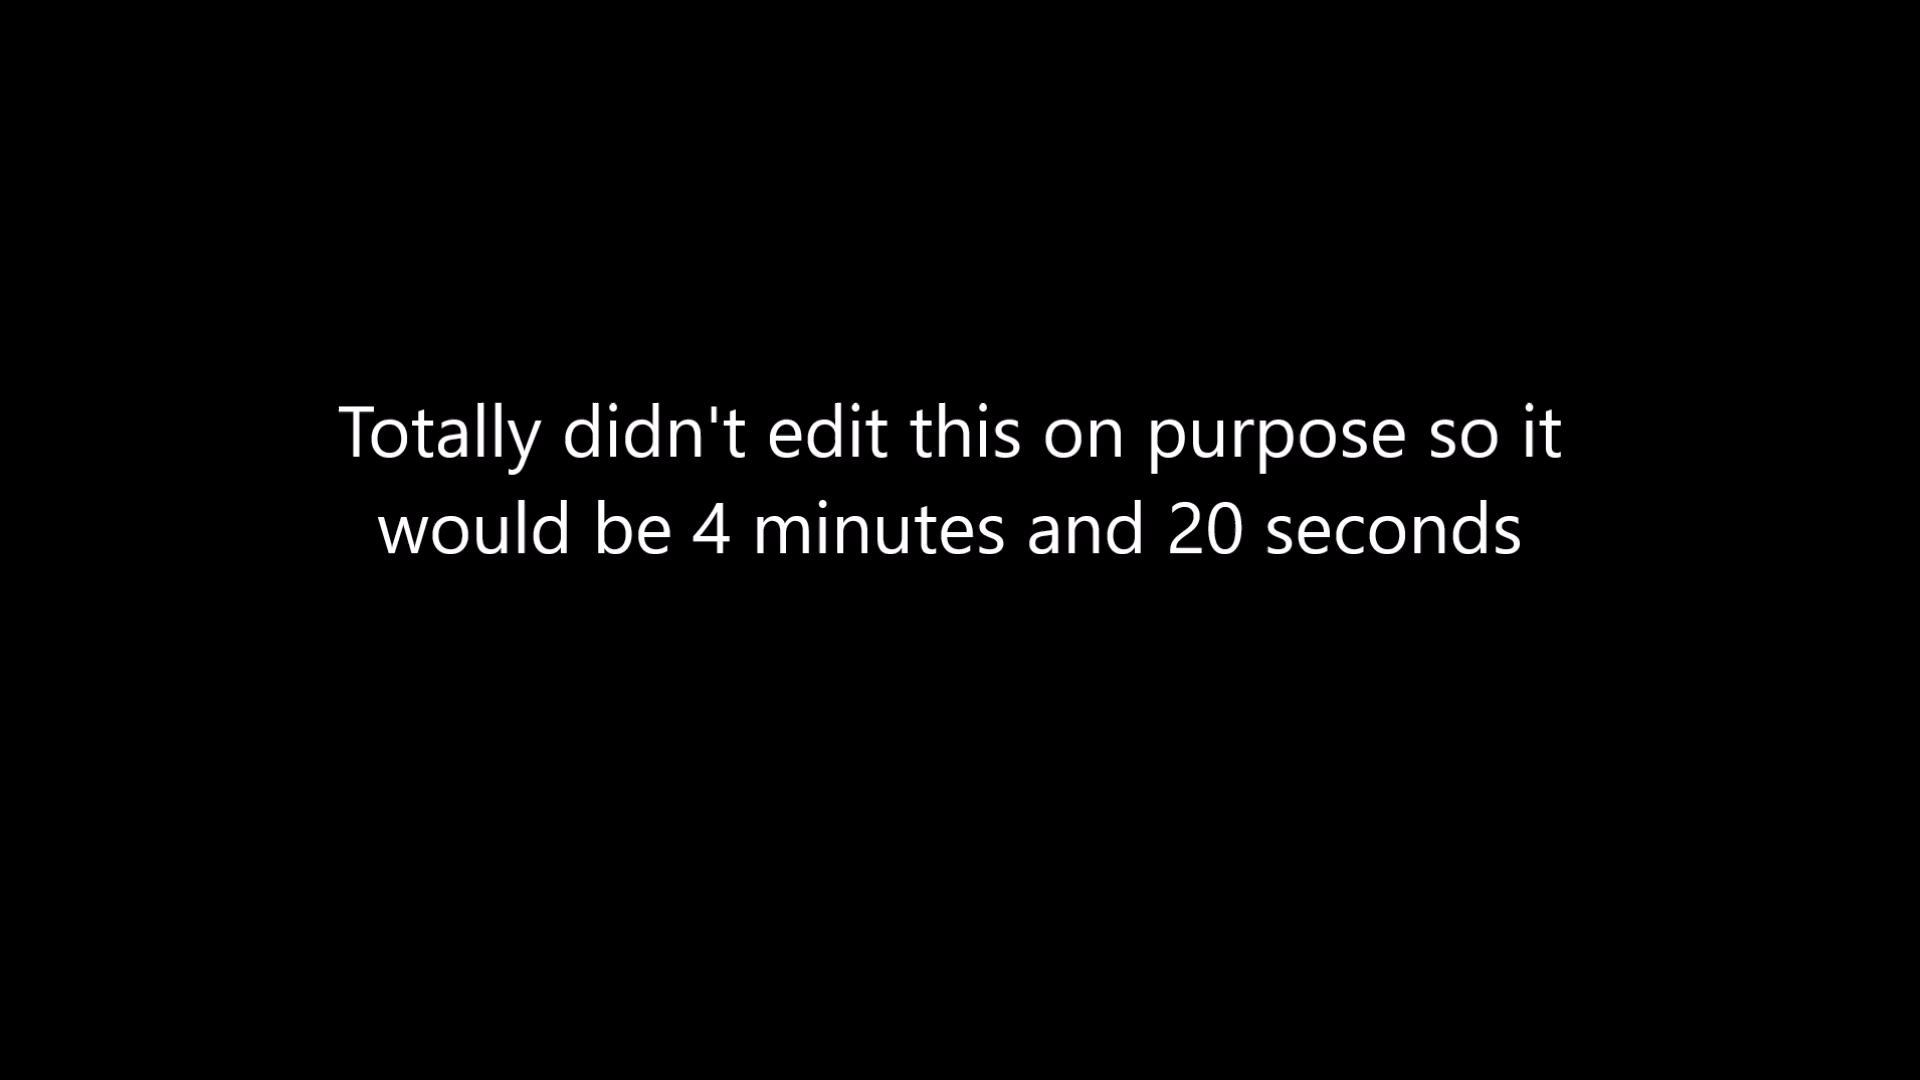 Totally didn't edit this on purpose so it
would be 4 minutes and 20 seconds